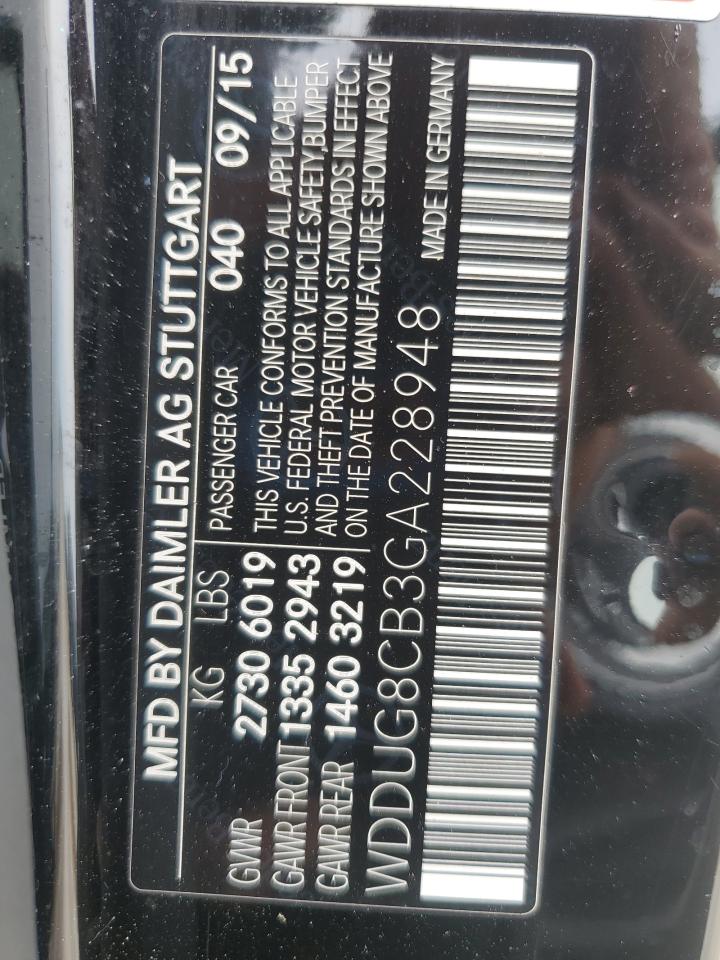 MFD BY DAIMLER AG STUTTGART
KG LBS PASSENGER CAR 040 09/15
GVWR 2730 6019 THIS VEHICLE CONFORMS TO ALL APPLICABLE
GAWR FRONT 1335 2943 U.S. FEDERAL MOTOR VEHICLE SAFETY,BUMPER
GAWR REAR 1460 3219 AND THEFT PREVENTION STANDARDS IN EFFECT
ON THE DATE OF MANUFACTURE SHOWN ABOVE
WDDUG8CB3GA228948 MADE IN GERMANY